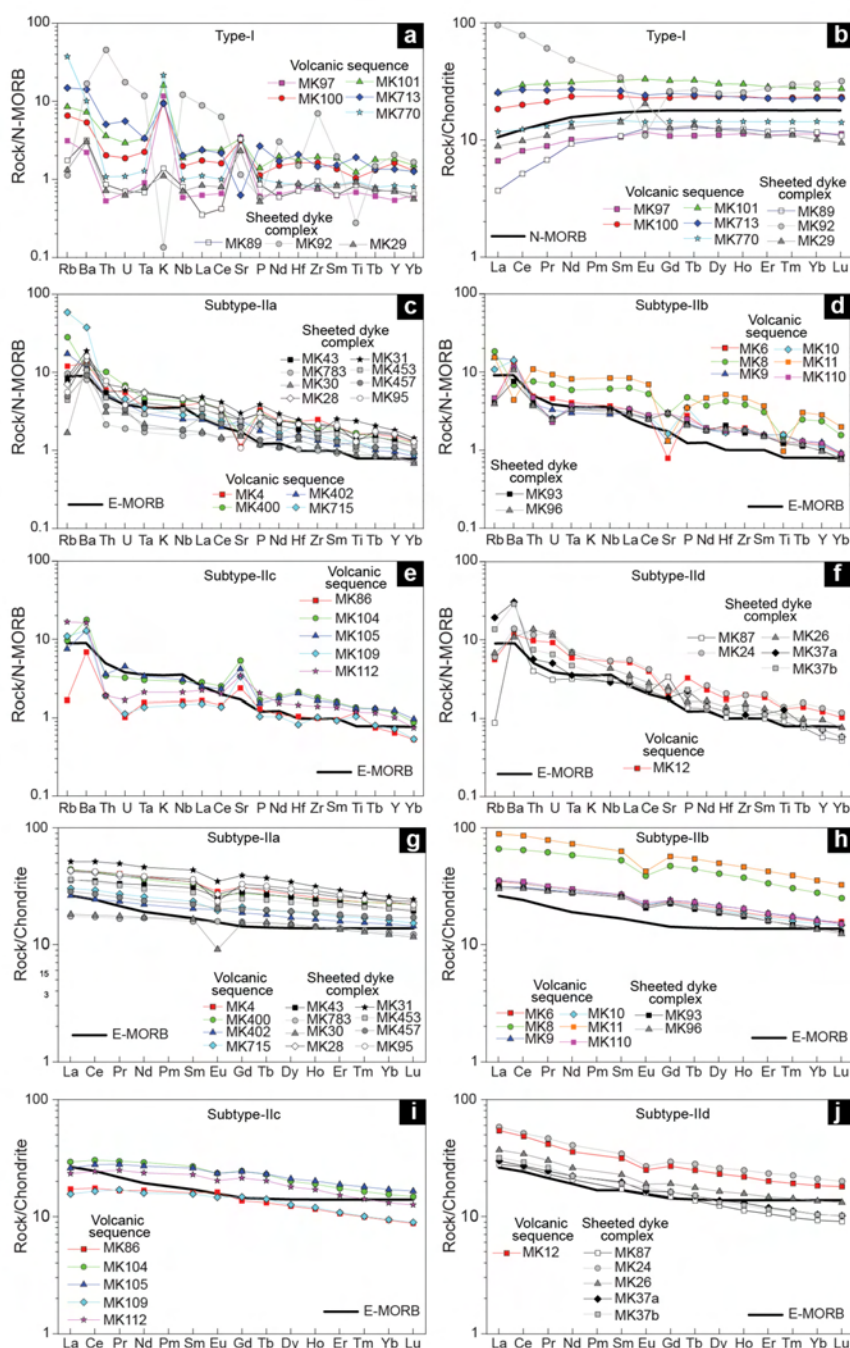 Type-I
a
Volcanic sequence
MK97
MK101
MK100
MK713
MK770
Sheeted dyke
complex
MK89
MK92
MK29
Rock/N-MORB
100
10
1
0.1
Rb Ba Th U Ta K Nb La Ce Sr P Nd Hf Zr Sm Ti Tb Y Yb
Type-I
b
Volcanic sequence
MK97
MK101
MK100
MK713
MK770
Sheeted dyke
complex
MK89
MK92
MK29
N-MORB
Rock/Chondrite
100
10
1
La Ce Pr Nd Pm Sm Eu Gd Tb Dy Ho Er Tm Yb Lu
Subtype-IIa
c
Sheeted dyke
complex
MK43
MK31
MK783
MK453
MK30
MK457
MK28
MK95
Volcanic sequence
MK4
MK402
MK400
MK715
E-MORB
Rock/N-MORB
100
10
1
0.1
Rb Ba Th U Ta K Nb La Ce Sr P Nd Hf Zr Sm Ti Tb Y Yb
Subtype-IIb
d
Volcanic
sequence
MK6
MK10
MK8
MK11
MK9
MK110
Sheeted dyke
complex
MK93
MK96
E-MORB
Rock/N-MORB
100
10
1
0.1
Rb Ba Th U Ta K Nb La Ce Sr P Nd Hf Zr Sm Ti Tb Y Yb
Subtype-IIc
e
Volcanic
sequence
MK86
MK104
MK105
MK109
MK112
E-MORB
Rock/N-MORB
100
10
1
0.1
Rb Ba Th U Ta K Nb La Ce Sr P Nd Hf Zr Sm Ti Tb Y Yb
Subtype-IId
f
Sheeted dyke
complex
MK87
MK26
MK24
MK37a
MK37b
Volcanic
sequence
MK12
E-MORB
Rock/N-MORB
100
10
1
0.1
Rb Ba Th U Ta K Nb La Ce Sr P Nd Hf Zr Sm Ti Tb Y Yb
Subtype-IIa
g
Volcanic
sequence
MK4
MK400
MK402
MK715
Sheeted dyke
complex
MK43
MK31
MK783
MK453
MK30
MK457
MK28
MK95
E-MORB
Rock/Chondrite
100
10
15
3
1
La Ce Pr Nd Pm Sm Eu Gd Tb Dy Ho Er Tm Yb Lu
Subtype-IIb
h
Volcanic
sequence
MK6
MK10
MK8
MK11
MK9
MK110
Sheeted dyke
complex
MK93
MK96
E-MORB
Rock/Chondrite
100
10
1
La Ce Pr Nd Pm Sm Eu Gd Tb Dy Ho Er Tm Yb Lu
Subtype-IIc
i
Volcanic
sequence
MK86
MK104
MK105
MK109
MK112
E-MORB
Rock/Chondrite
100
10
1
La Ce Pr Nd Pm Sm Eu Gd Tb Dy Ho Er Tm Yb Lu
Subtype-IId
j
Volcanic
sequence
MK12
Sheeted dyke
complex
MK87
MK24
MK26
MK37a
MK37b
E-MORB
Rock/Chondrite
100
10
1
La Ce Pr Nd Pm Sm Eu Gd Tb Dy Ho Er Tm Yb Lu